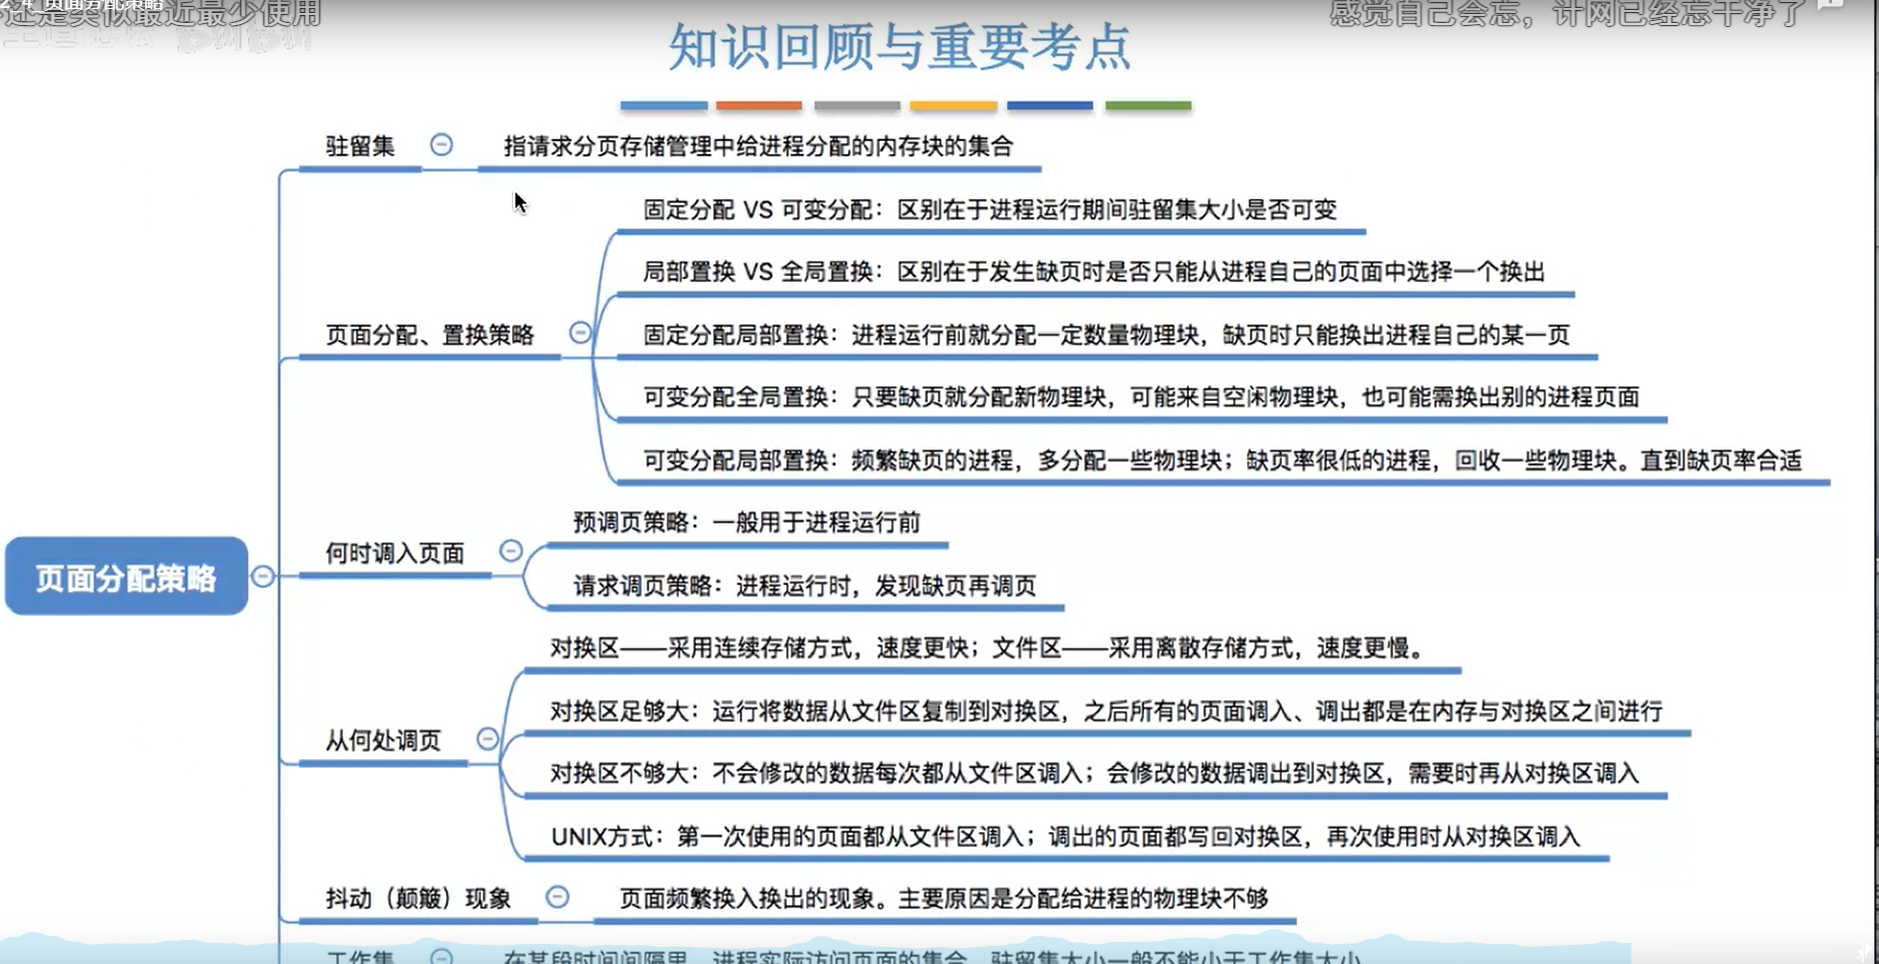 2_4_页面分配策略
还是类似最近最少使用
感觉自己会忘，计网已经忘干净了
知识回顾与重要考点
驻留集
指请求分页存储管理中给进程分配的内存块的集合
固定分配 VS 可变分配：区别在于进程运行期间驻留集大小是否可变
局部置换 VS 全局置换：区别在于发生缺页时是否只能从进程自己的页面中选择一个换出
页面分配、置换策略
固定分配局部置换：进程运行前就分配一定数量物理块，缺页时只能换出进程自己的某一页
可变分配全局置换：只要缺页就分配新物理块，可能来自空闲物理块，也可能需换出别的进程页面
可变分配局部置换：频繁缺页的进程，多分配一些物理块；缺页率很低的进程，回收一些物理块。直到缺页率合适
预调页策略：一般用于进程运行前
何时调入页面
请求调页策略：进程运行时，发现缺页再调页
页面分配策略
对换区——采用连续存储方式，速度更快；文件区——采用离散存储方式，速度更慢。
对换区足够大：运行将数据从文件区复制到对换区，之后所有的页面调入、调出都是在内存与对换区之间进行
从何处调页
对换区不够大：不会修改的数据每次都从文件区调入；会修改的数据调出到对换区，需要时再从对换区调入
UNIX方式：第一次使用的页面都从文件区调入；调出的页面都写回对换区，再次使用时从对换区调入
抖动（颠簸）现象
页面频繁换入换出的现象。主要原因是分配给进程的物理块不够
工作集
在某段时间间隔里，进程实际访问页面的集合。驻留集大小一般不能小于工作集大小